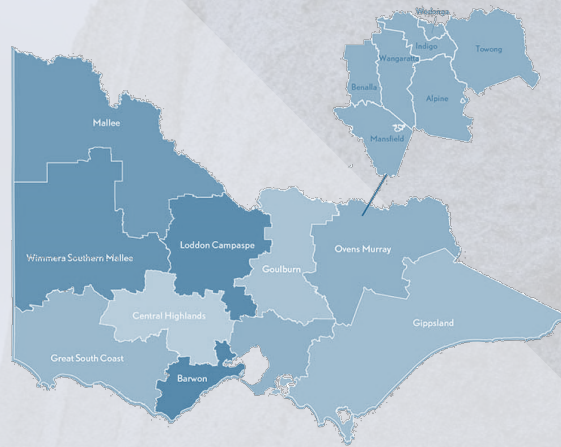 Wodonga
Indigo
Towong
Wangaratta
Benalla
Alpine
Mansfield
Mallee
Wimmera Southern Mallee
Loddon Campaspe
Ovens Murray
Goulburn
Central Highlands
Gippsland
Great South Coast
Barwon